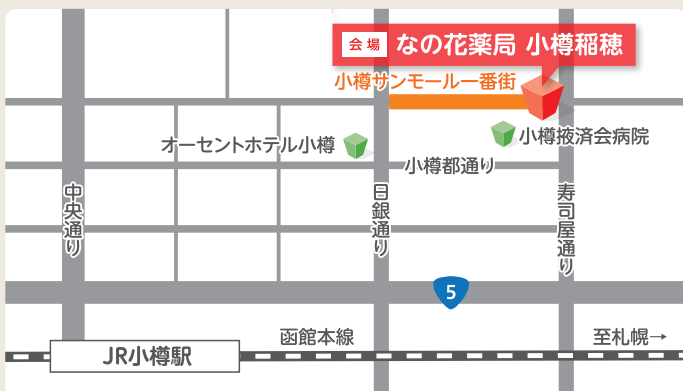 会場 なの花薬局 小樽稲穂
小樽サンモール一番街
小樽掖済会病院
オーセントホテル小樽
小樽都通り
中央通り
日銀通り
寿司屋通り
5
函館本線
至札幌→
JR小樽駅